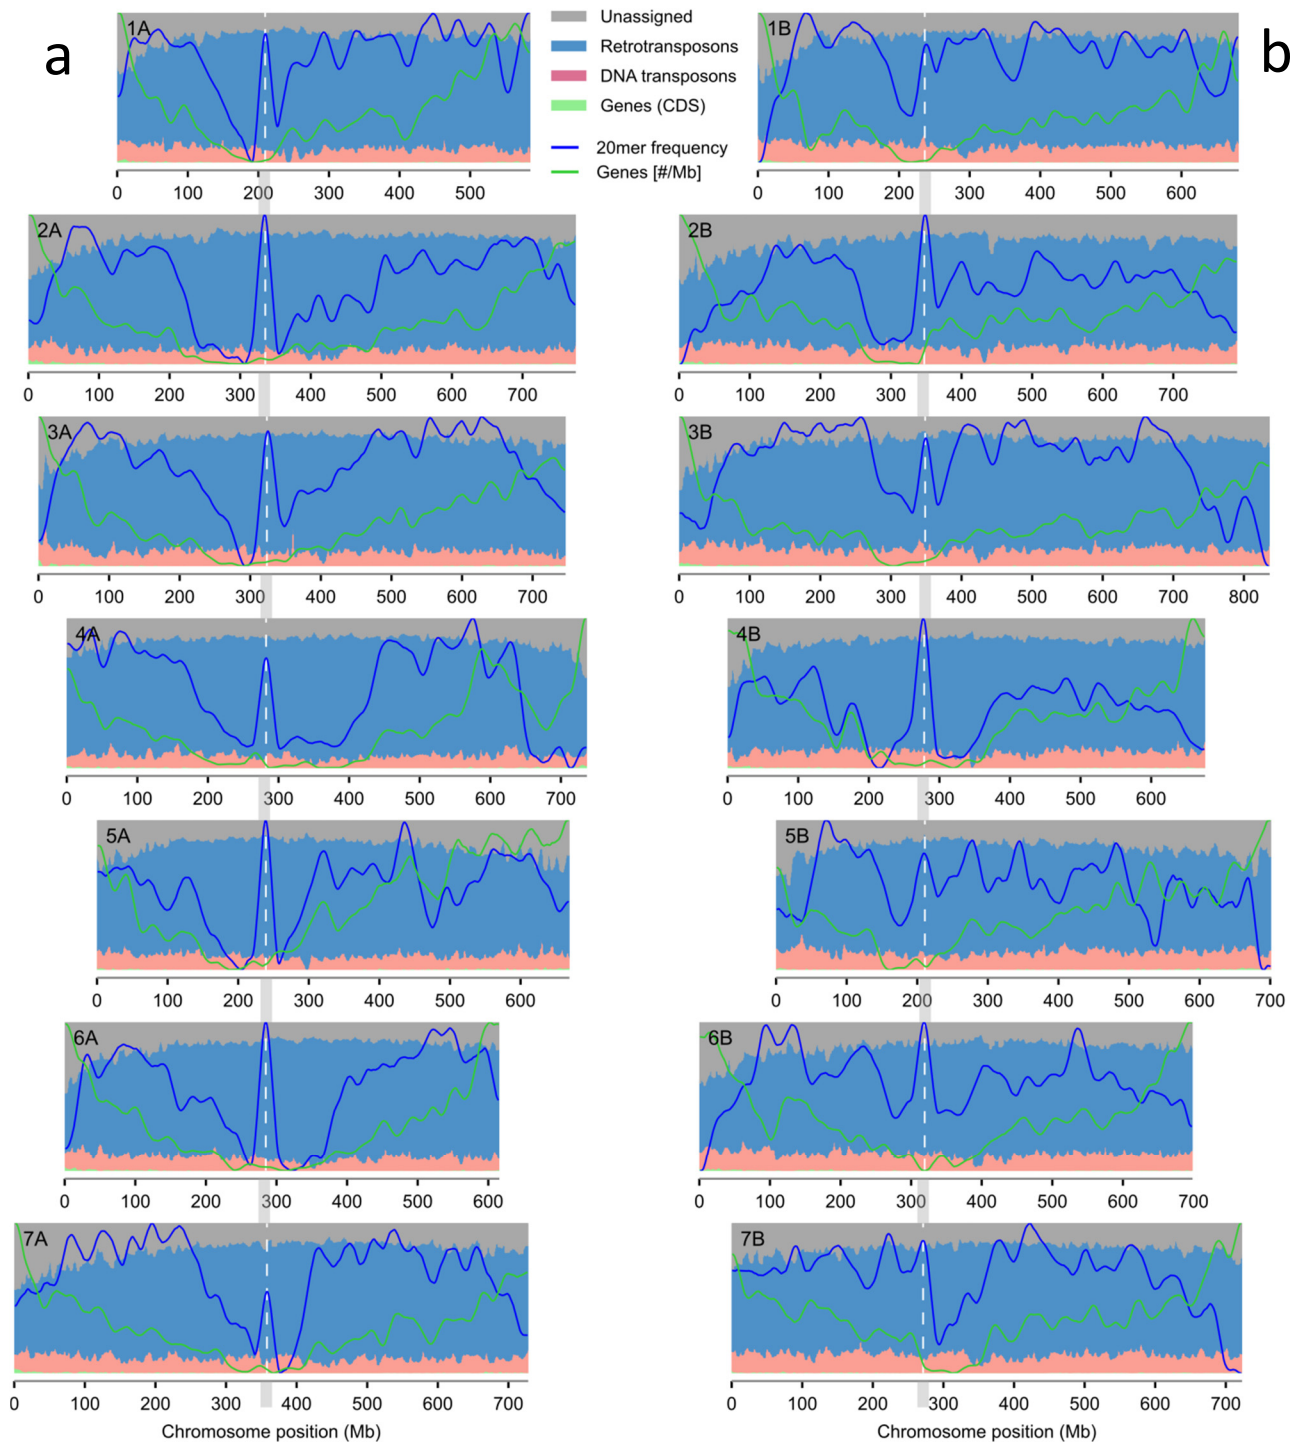 a
b
Unassigned
Retrotransposons
DNA transposons
Genes (CDS)
20mer frequency
Genes [#/Mb]
1A
0 100 200 300 400 500
1B
0 100 200 300 400 500 600
2A
0 100 200 300 400 500 600 700
2B
0 100 200 300 400 500 600 700
3A
0 100 200 300 400 500 600 700
3B
0 100 200 300 400 500 600 700 800
4A
0 100 200 300 400 500 600 700
4B
0 100 200 300 400 500 600
5A
0 100 200 300 400 500 600
5B
0 100 200 300 400 500 600 700
6A
0 100 200 300 400 500 600
6B
0 100 200 300 400 500 600 700
7A
0 100 200 300 400 500 600 700
7B
0 100 200 300 400 500 600 700
Chromosome position (Mb)
Chromosome position (Mb)